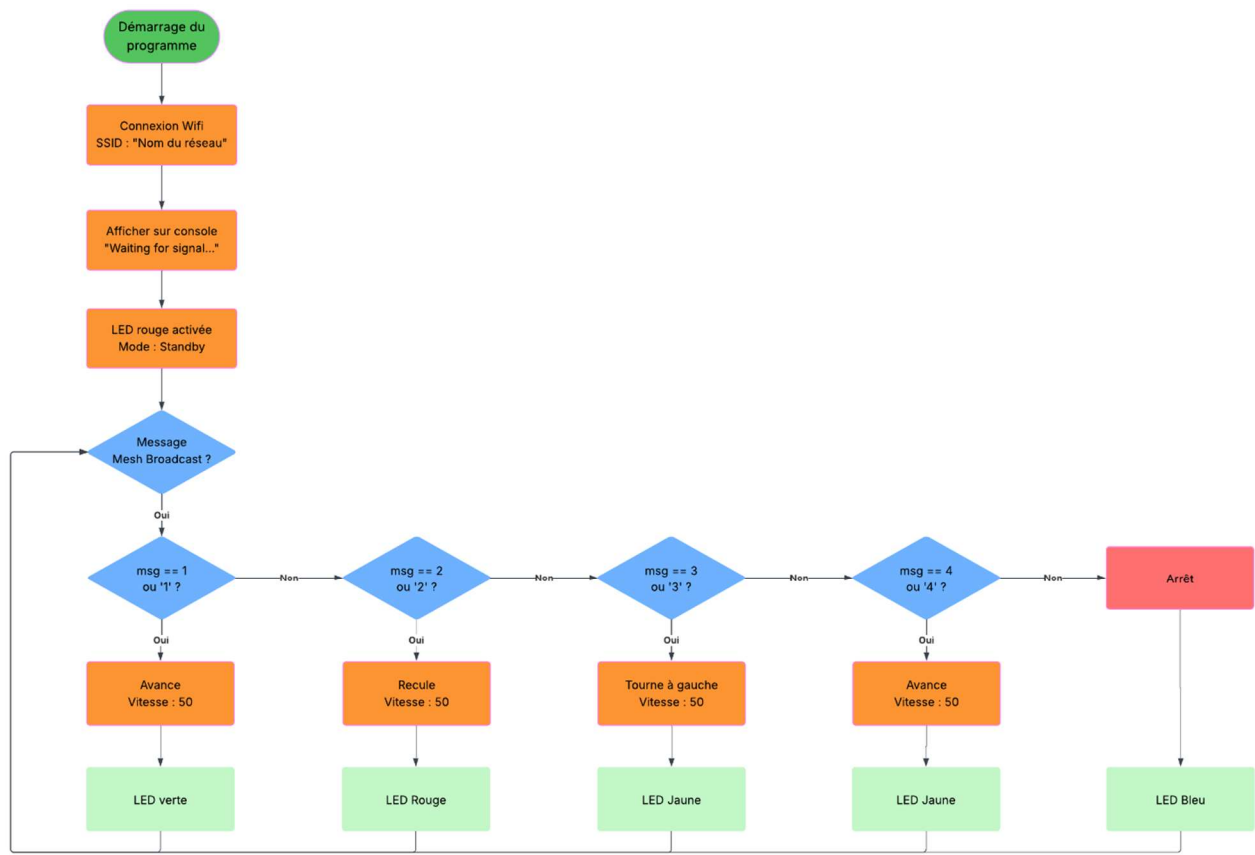 Démarrage du
programme
Connexion Wifi
SSID : "Nom du réseau"
Afficher sur console
"Waiting for signal..."
LED rouge activée
Mode : Standby
Message
Mesh Broadcast ?
Oui
msg == 1
ou '1' ?
Non
msg == 2
ou '2' ?
Non
msg == 3
ou '3' ?
Non
msg == 4
ou '4' ?
Non
Arrêt
Oui
Oui
Oui
Oui
Avance
Vitesse : 50
Recule
Vitesse : 50
Tourne à gauche
Vitesse : 50
Avance
Vitesse : 50
LED verte
LED Rouge
LED Jaune
LED Jaune
LED Bleu